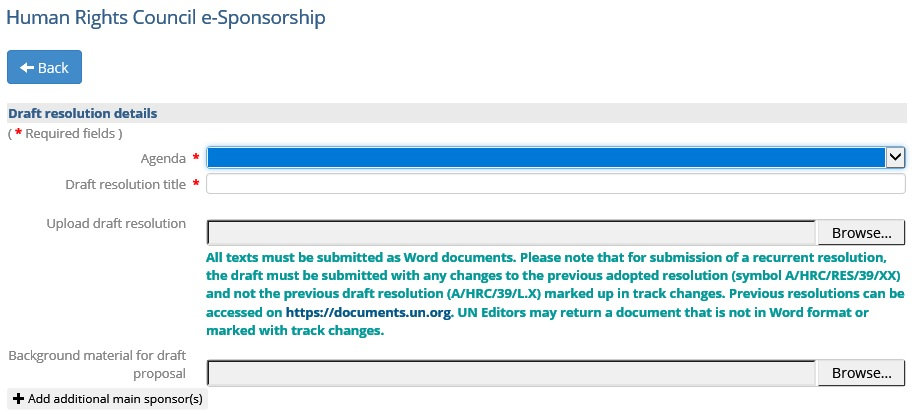 Human Rights Council e-Sponsorship
Back
Draft resolution details
( * Required fields )
Agenda *
Draft resolution title *
Upload draft resolution
Browse...
All texts must be submitted as Word documents. Please note that for submission of a recurrent resolution,
the draft must be submitted with any changes to the previous adopted resolution (symbol A/HRC/RES/39/XX)
and not the previous draft resolution (A/HRC/39/L.X) marked up in track changes. Previous resolutions can be
accessed on https://documents.un.org. UN Editors may return a document that is not in Word format or
marked with track changes.
Background material for draft
proposal
Browse...
+ Add additional main sponsor(s)